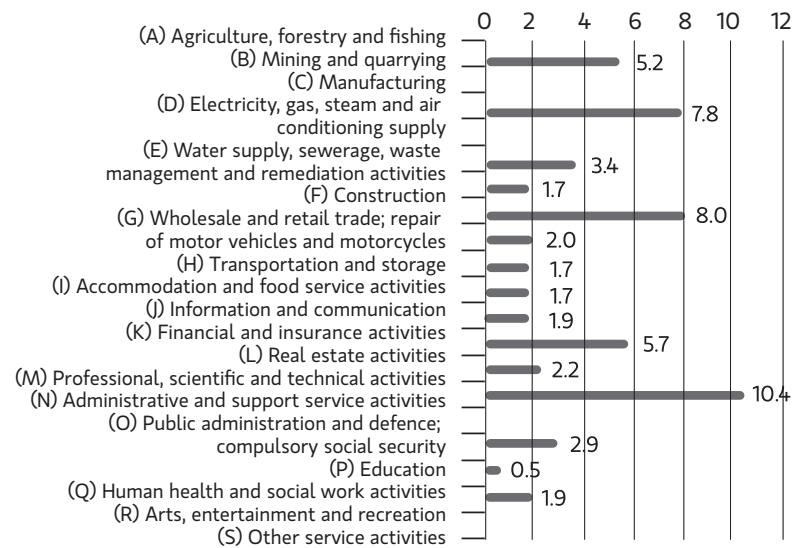 0 2 4 6 8 10 12
(A) Agriculture, forestry and fishing
(B) Mining and quarrying
5.2
(C) Manufacturing
(D) Electricity, gas, steam and air
7.8
conditioning supply
(E) Water supply, sewerage, waste
3.4
management and remediation activities
(F) Construction
1.7
(G) Wholesale and retail trade; repair
8.0
of motor vehicles and motorcycles
2.0
(H) Transportation and storage
1.7
(I) Accommodation and food service activities
1.7
(J) Information and communication
1.9
(K) Financial and insurance activities
5.7
(L) Real estate activities
2.2
(M) Professional, scientific and technical activities
(N) Administrative and support service activities
10.4
(O) Public administration and defence;
compulsory social security
2.9
(P) Education
0.5
(Q) Human health and social work activities
1.9
(R) Arts, entertainment and recreation
(S) Other service activities